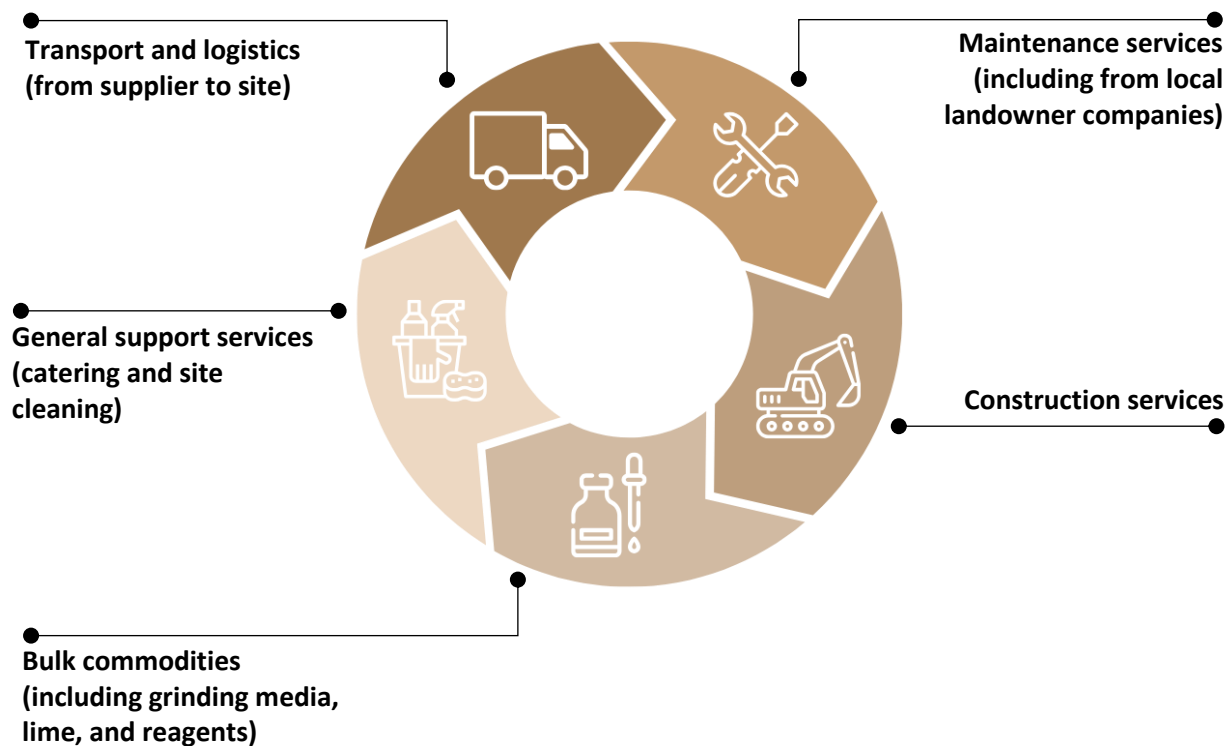 Transport and logistics
(from supplier to site)
Maintenance services
(including from local
landowner companies)
General support services
(catering and site
cleaning)
Construction services
Bulk commodities
(including grinding media,
lime, and reagents)